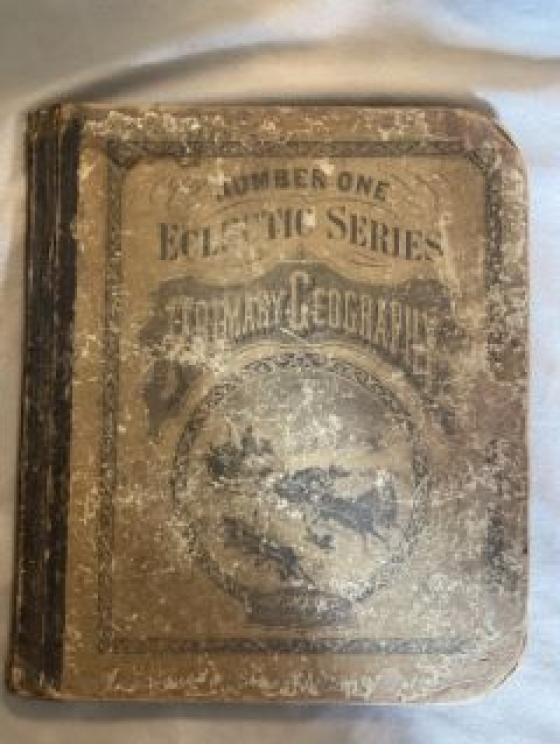 NUMBER ONE
ECLECTIC SERIES
PRIMARY GEOGRAPHY